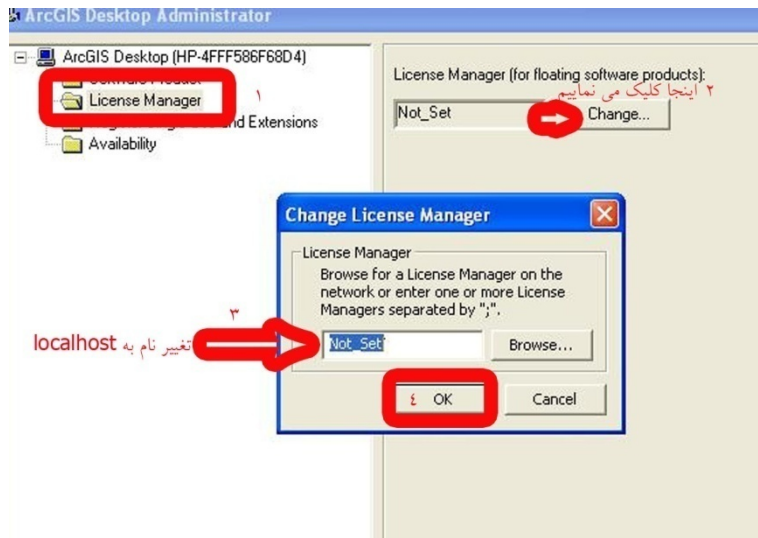 ArcGIS Desktop Administrator
ArcGIS Desktop (HP-4FFF586F68D4)
License Manager
۱
and Extensions
Availability
License Manager (for floating software products):
۲ اینجا کلیک می نماییم
Not_Set
Change...
Change License Manager
License Manager
Browse for a License Manager on the
network or enter one or more License
Managers separated by ";".
۳
تغییر نام به localhost
Not_Set
Browse...
٤ OK
Cancel